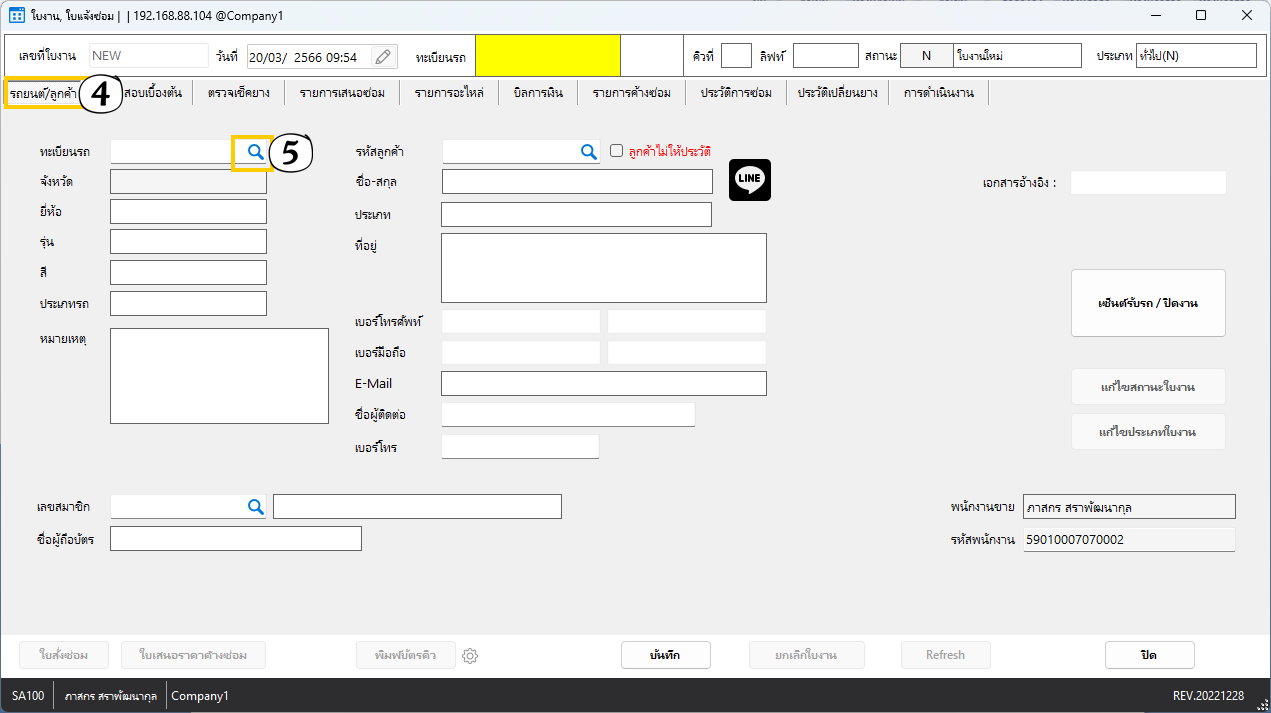 ใบงาน, ใบแจ้งซ่อม | | 192.168.88.104 @Company1
เลขที่ใบงาน NEW วันที่ 20/03/ 2566 09:54 ทะเบียนรถ คิวที่ ลิฟท์ สถานะ N ใบงานใหม่ ประเภท ทั่วไป(N)
รถยนต์/ลูกค้า 4 สอบเบื้องต้น ตรวจเช็คยาง รายการเสนอซ่อม รายการอะไหล่ บิลการเงิน รายการค้างซ่อม ประวัติการซ่อม ประวัติเปลี่ยนยาง การดำเนินงาน
ทะเบียนรถ 5 รหัสลูกค้า ลูกค้าไม่ให้ประวัติ
จังหวัด ชื่อ-สกุล LINE เอกสารอ้างอิง :
ยี่ห้อ ประเภท
รุ่น ที่อยู่
สี
ประเภทรถ เซ็นต์รับรถ / ปิดงาน
หมายเหตุ เบอร์โทรศัพท์
เบอร์มือถือ
E-Mail แก้ไขสถานะใบงาน
ชื่อผู้ติดต่อ
เบอร์โทร แก้ไขประเภทใบงาน
เลขสมาชิก พนักงานขาย ภาสกร สราพัฒนากุล
ชื่อผู้ถือบัตร รหัสพนักงาน 59010007070002
ใบสั่งซ่อม ใบเสนอราคาค้างซ่อม พิมพ์บัตรคิว บันทึก ยกเลิกใบงาน Refresh ปิด
SA100 ภาสกร สราพัฒนากุล Company1 REV.20221228